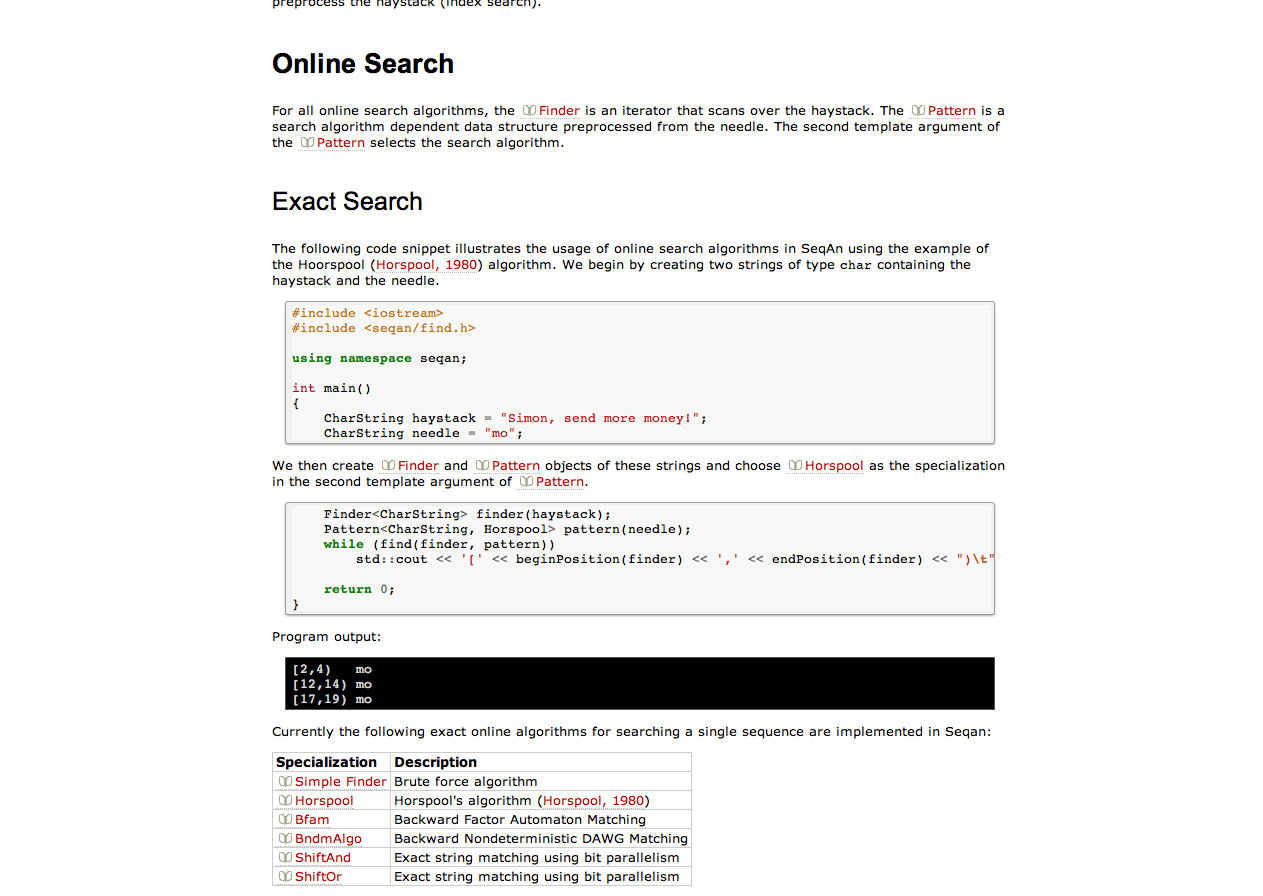 preprocess the haystack (index search).
Online Search
For all online search algorithms, the Finder is an iterator that scans over the haystack. The Pattern is a
search algorithm dependent data structure preprocessed from the needle. The second template argument of
the Pattern selects the search algorithm.
Exact Search
The following code snippet illustrates the usage of online search algorithms in SeqAn using the example of
the Hoorspool (Horspool, 1980) algorithm. We begin by creating two strings of type char containing the
haystack and the needle.
#include <iostream>
#include <seqan/find.h>
using namespace seqan;
int main()
{
CharString haystack = "Simon, send more money!";
CharString needle = "mo";
We then create Finder and Pattern objects of these strings and choose Horspool as the specialization
in the second template argument of Pattern.
Finder<CharString> finder(haystack);
Pattern<CharString, Horspool> pattern(needle);
while (find(finder, pattern))
std::cout << '[' << beginPosition(finder) << ',' << endPosition(finder) << ")\t"
return 0;
}
Program output:
[2,4) mo
[12,14) mo
[17,19) mo
Currently the following exact online algorithms for searching a single sequence are implemented in Seqan:
Specialization Description
Simple Finder Brute force algorithm
Horspool Horspool's algorithm (Horspool, 1980)
Bfam Backward Factor Automaton Matching
BndmAlgo Backward Nondeterministic DAWG Matching
ShiftAnd Exact string matching using bit parallelism
ShiftOr Exact string matching using bit parallelism